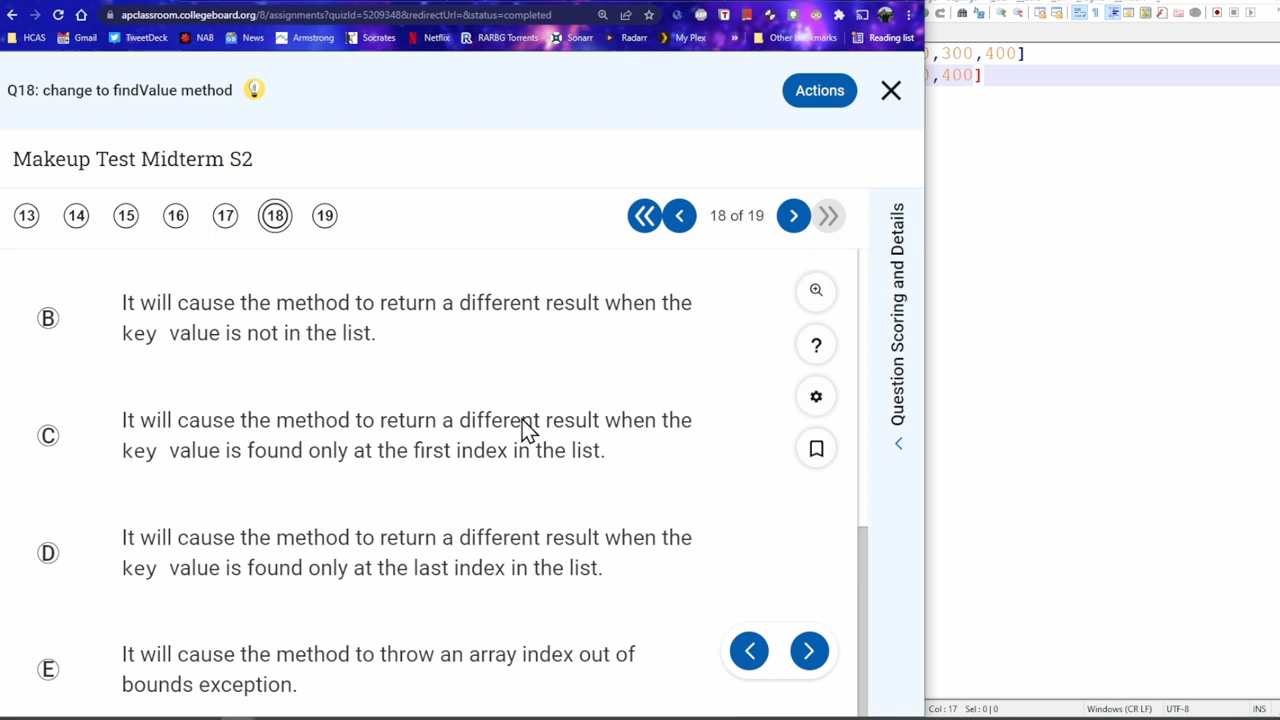 apclassroom.collegeboard.org/8/assignments?quizId=5209348&redirectUrl=&status=completed
HCAS Gmail TweetDeck NAB News Armstrong Socrates Netflix RARBG Torrents Sonarr Radarr My Plex » Other bookmarks Reading list
,300,400]
,400]
Q18: change to findValue method
Actions
Makeup Test Midterm S2
13 14 15 16 17 18 19
18 of 19
Question Scoring and Details
B
It will cause the method to return a different result when the
key value is not in the list.
C
It will cause the method to return a different result when the
key value is found only at the first index in the list.
D
It will cause the method to return a different result when the
key value is found only at the last index in the list.
E
It will cause the method to throw an array index out of
bounds exception.
?
Col: 17 Sel: 0|0 Windows (CR LF) UTF-8 INS